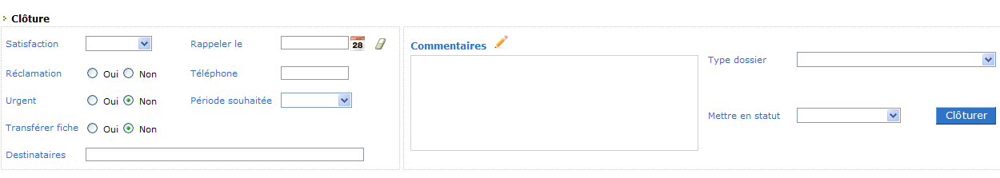 Clôture
Satisfaction
Rappeler le
28
Réclamation
Oui Non
Téléphone
Urgent
Oui Non
Période souhaitée
Transférer fiche
Oui Non
Destinataires
Commentaires
Type dossier
Mettre en statut
Clôturer